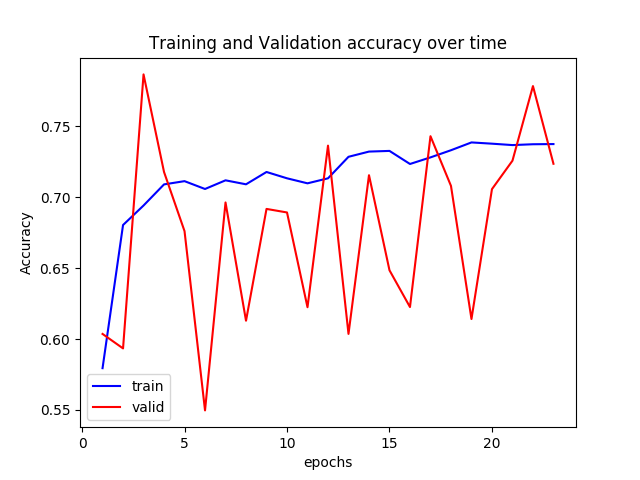 Training and Validation accuracy over time
Accuracy
0.75
0.70
0.65
0.60
0.55
train
valid
0 5 10 15 20
epochs